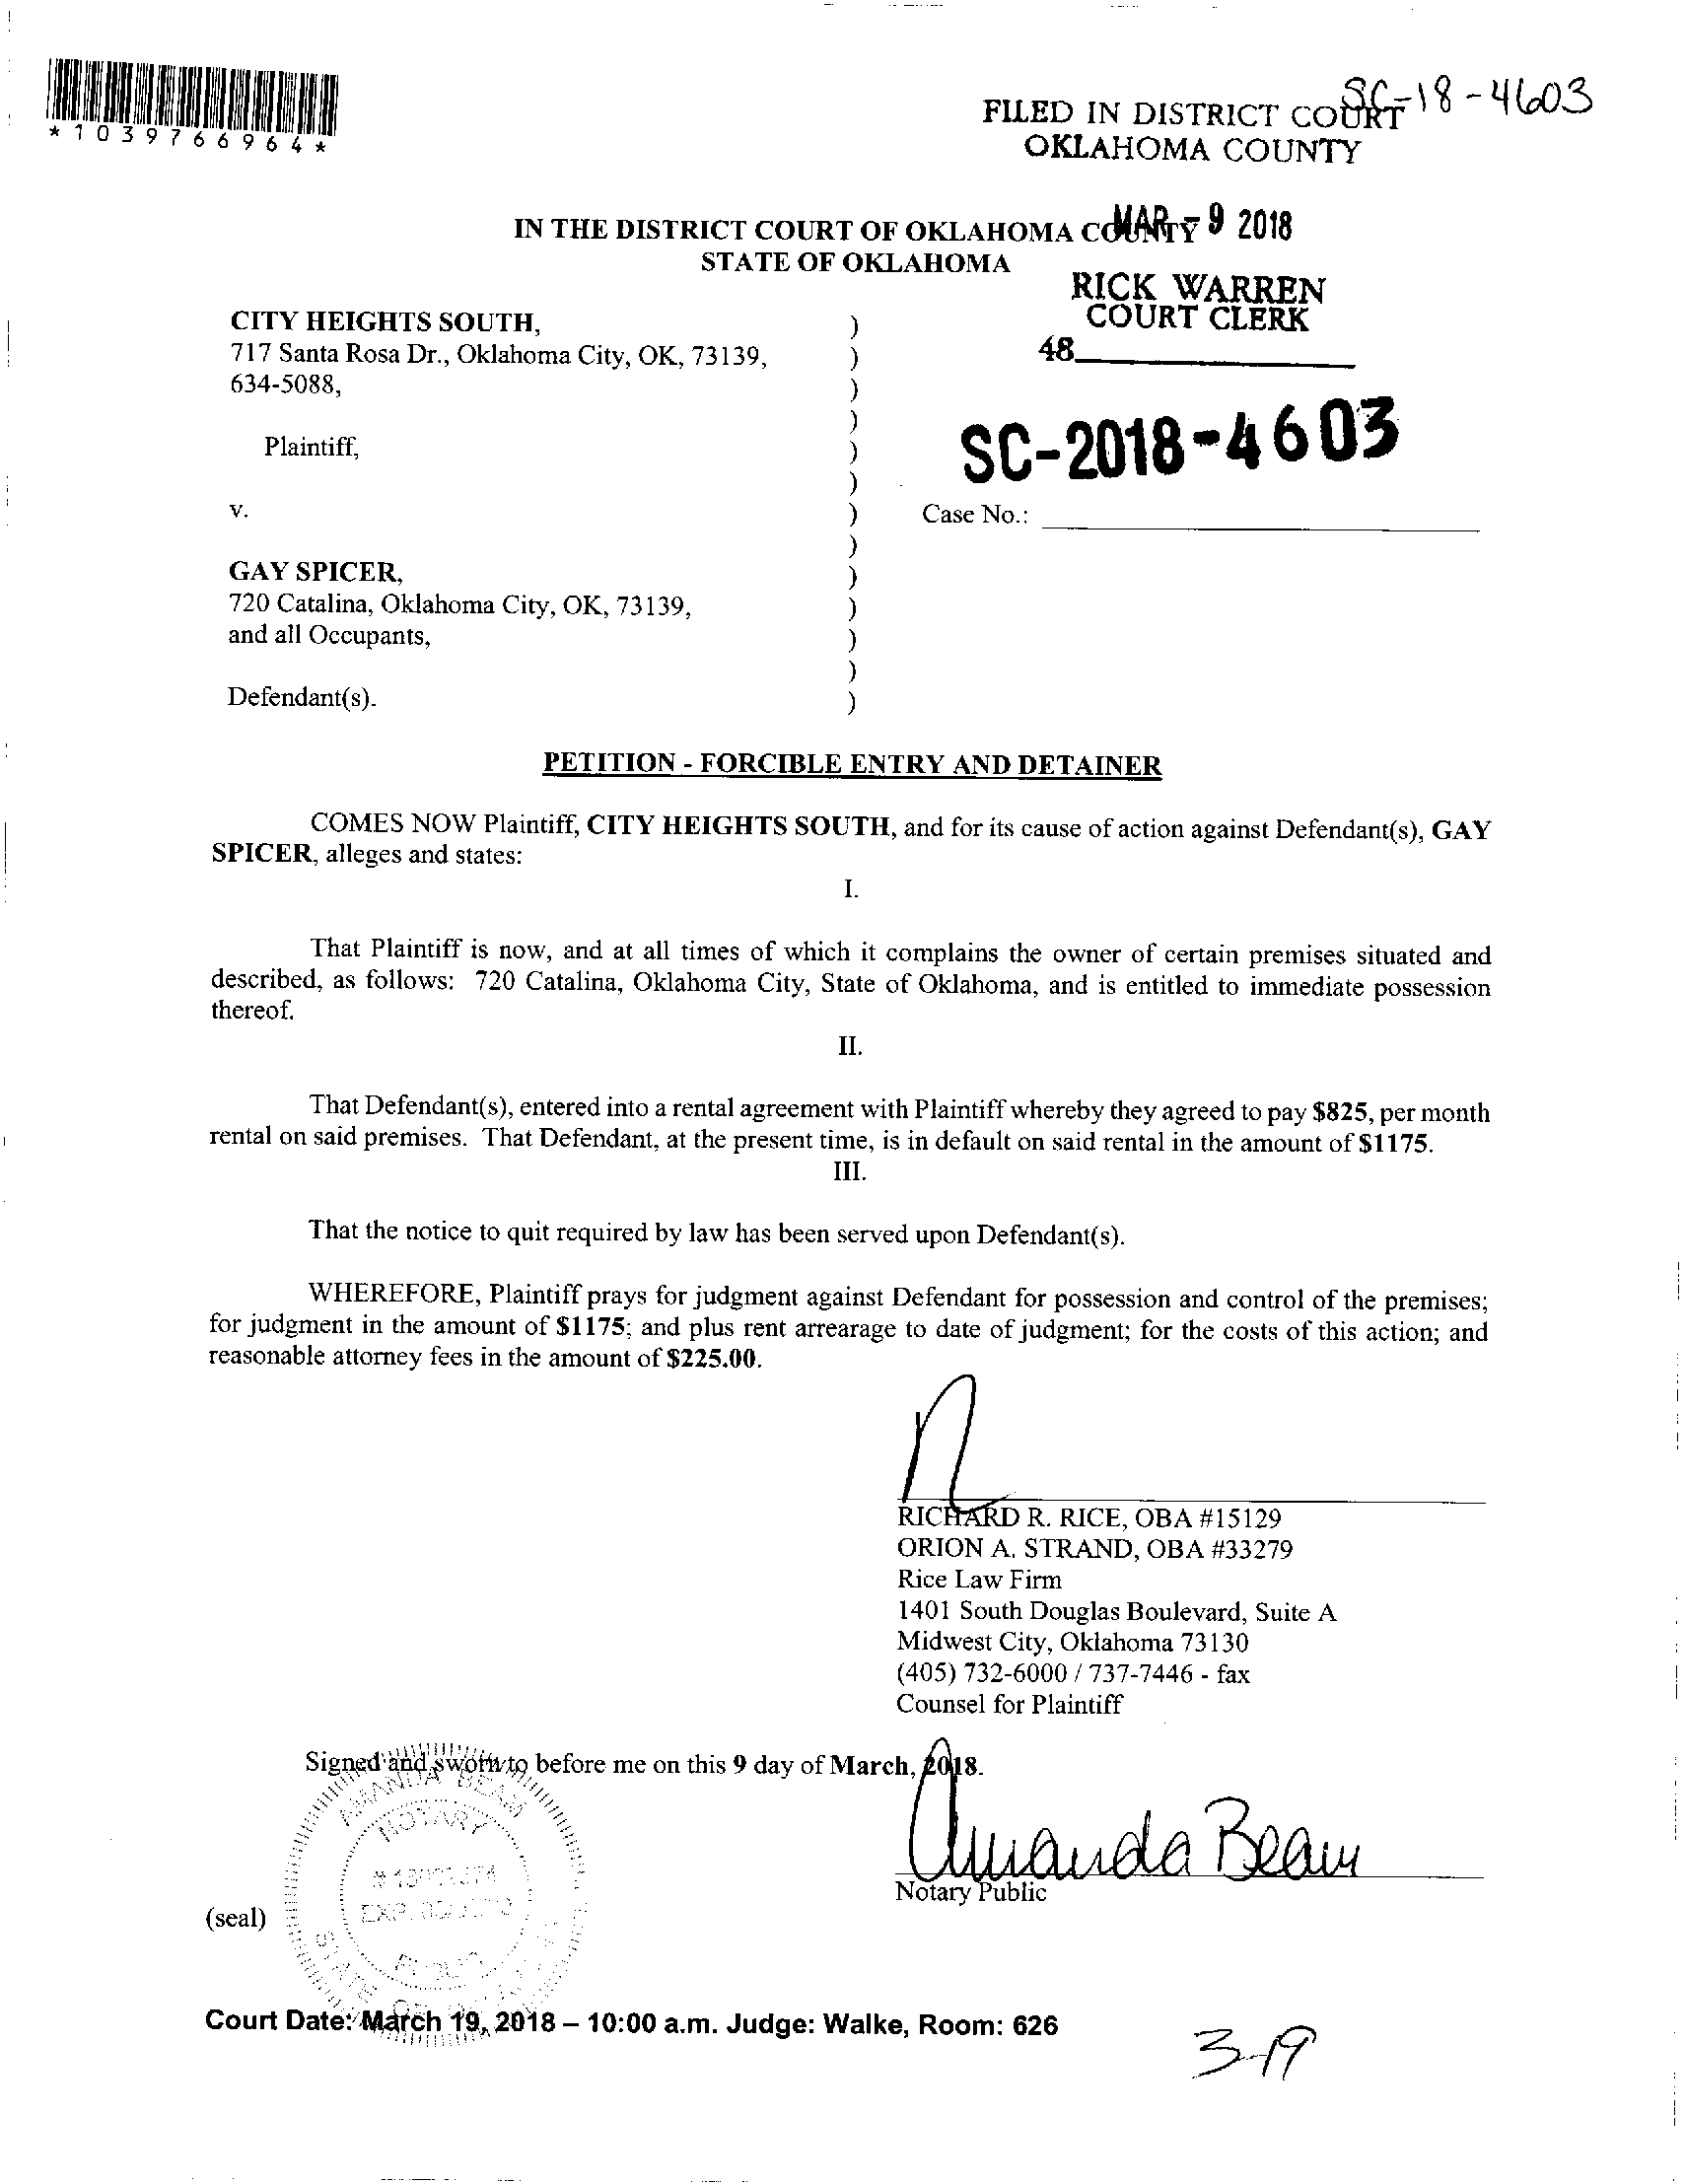 SC-18-4603
*1039766964*
FILED IN DISTRICT COURT
OKLAHOMA COUNTY
MAR - 9 2018
IN THE DISTRICT COURT OF OKLAHOMA COUNTY
STATE OF OKLAHOMA
RICK WARREN
COURT CLERK
48
CITY HEIGHTS SOUTH, )
717 Santa Rosa Dr., Oklahoma City, OK, 73139, )
634-5088, )
)
Plaintiff, )
SC-2018-4603
)
v. ) Case No.:
)
GAY SPICER, )
720 Catalina, Oklahoma City, OK, 73139, )
and all Occupants, )
)
Defendant(s). )
PETITION - FORCIBLE ENTRY AND DETAINER
COMES NOW Plaintiff, CITY HEIGHTS SOUTH, and for its cause of action against Defendant(s), GAY
SPICER, alleges and states:
I.
That Plaintiff is now, and at all times of which it complains the owner of certain premises situated and
described, as follows: 720 Catalina, Oklahoma City, State of Oklahoma, and is entitled to immediate possession
thereof.
II.
That Defendant(s), entered into a rental agreement with Plaintiff whereby they agreed to pay $825, per month
rental on said premises. That Defendant, at the present time, is in default on said rental in the amount of $1175.
III.
That the notice to quit required by law has been served upon Defendant(s).
WHEREFORE, Plaintiff prays for judgment against Defendant for possession and control of the premises;
for judgment in the amount of $1175; and plus rent arrearage to date of judgment; for the costs of this action; and
reasonable attorney fees in the amount of $225.00.
RICHARD R. RICE, OBA #15129
ORION A. STRAND, OBA #33279
Rice Law Firm
1401 South Douglas Boulevard, Suite A
Midwest City, Oklahoma 73130
(405) 732-6000 / 737-7446 - fax
Counsel for Plaintiff
Signed and sworn to before me on this 9 day of March, 2018.
AMANDA BEAM
NOTARY
Amanda Beam
Notary Public
EXP.
(seal)
PUBLIC
STATE OF
Court Date: March 19, 2018 – 10:00 a.m. Judge: Walke, Room: 626
3-19